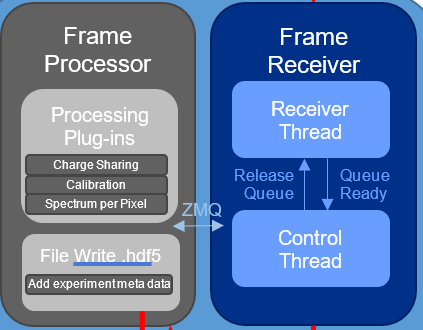 Frame
Processor
Processing
Plug-ins
Charge Sharing
Calibration
Spectrum per Pixel
File Write .hdf5
Add experiment meta data
ZMQ
Frame
Receiver
Receiver
Thread
Release
Queue
Queue
Ready
Control
Thread